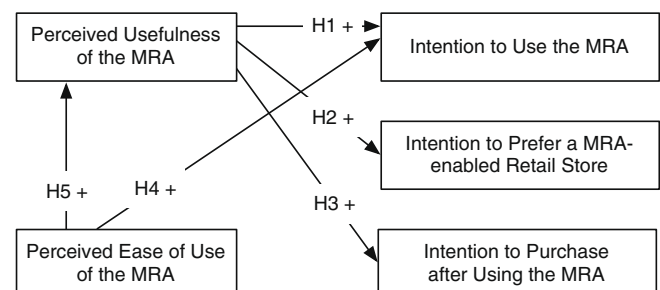 Perceived Usefulness
of the MRA
H1 +
Intention to Use the MRA
H2 +
Intention to Prefer a MRA-
enabled Retail Store
H5 +
H4 +
H3 +
Perceived Ease of Use
of the MRA
Intention to Purchase
after Using the MRA